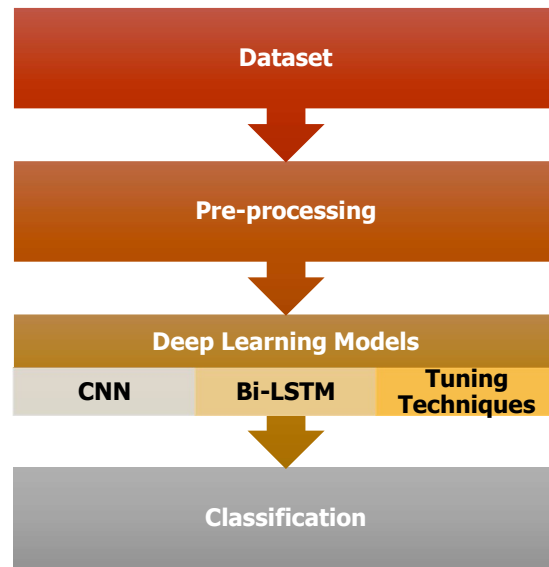 Dataset
Pre-processing
Deep Learning Models
CNN
Bi-LSTM
Tuning
Techniques
Classification